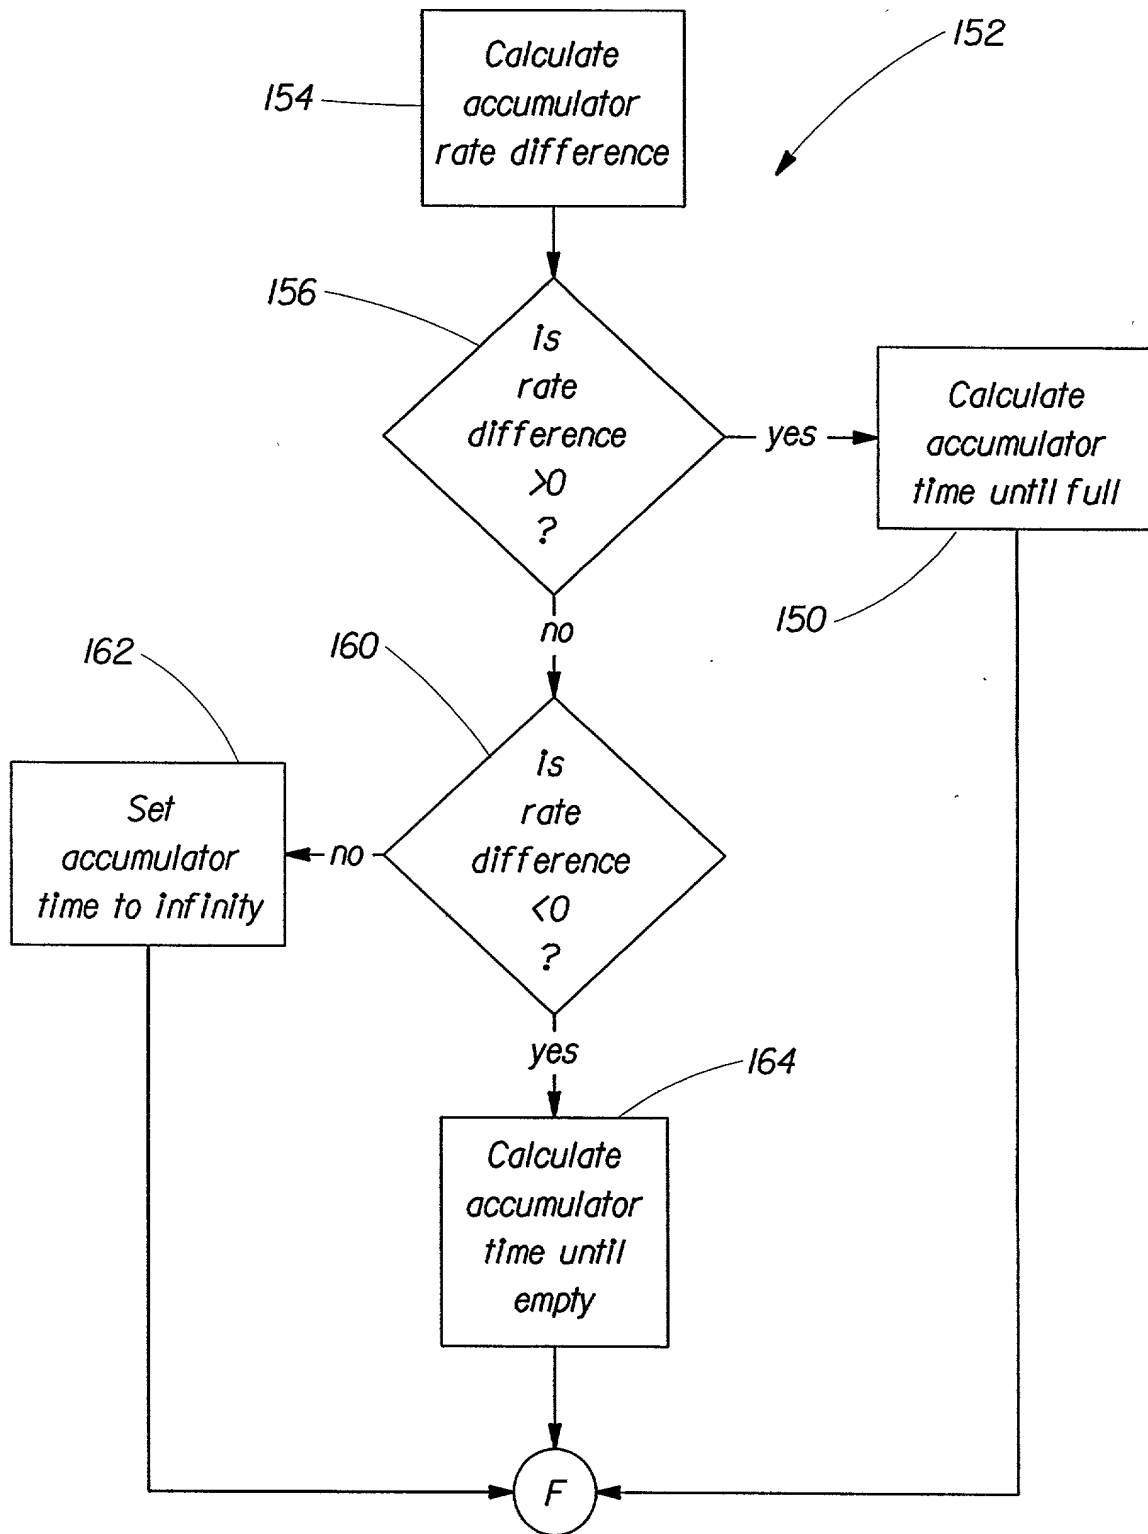 152
Calculate
accumulator
rate difference
154
156
is
rate
difference
>0
?
yes
Calculate
accumulator
time until full
150
no
160
162
is
rate
difference
<0
?
no
Set
accumulator
time to infinity
yes
164
Calculate
accumulator
time until
empty
F